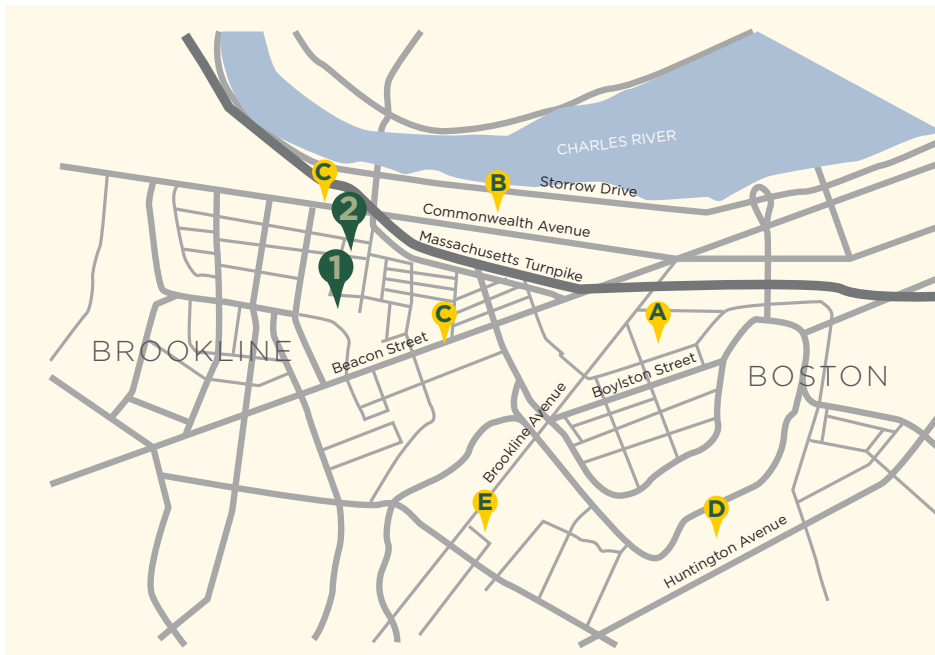 CHARLES RIVER
C
B
Storrow Drive
2
Commonwealth Avenue
Massachusetts Turnpike
1
C
A
Beacon Street
BROOKLINE
Boylston Street
BOSTON
Brookline Avenue
E
D
Huntington Avenue